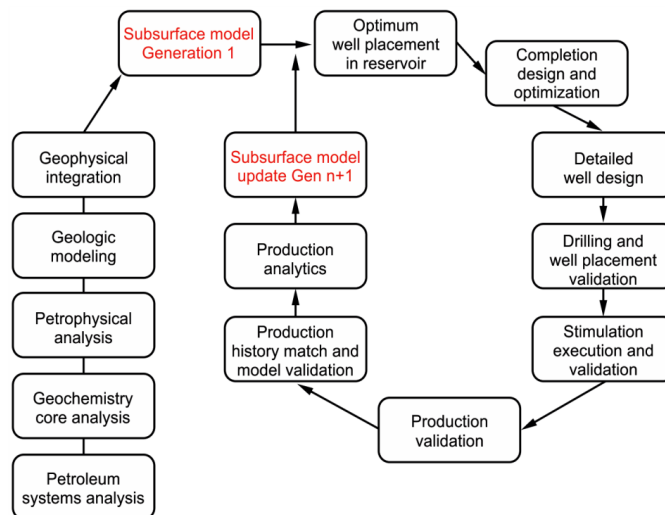 Subsurface model
Generation 1
Optimum
well placement
in reservoir
Completion
design and
optimization
Geophysical
integration
Subsurface model
update Gen n+1
Detailed
well design
Geologic
modeling
Production
analytics
Drilling and
well placement
validation
Petrophysical
analysis
Production
history match and
model validation
Stimulation
execution and
validation
Geochemistry
core analysis
Production
validation
Petroleum
systems analysis